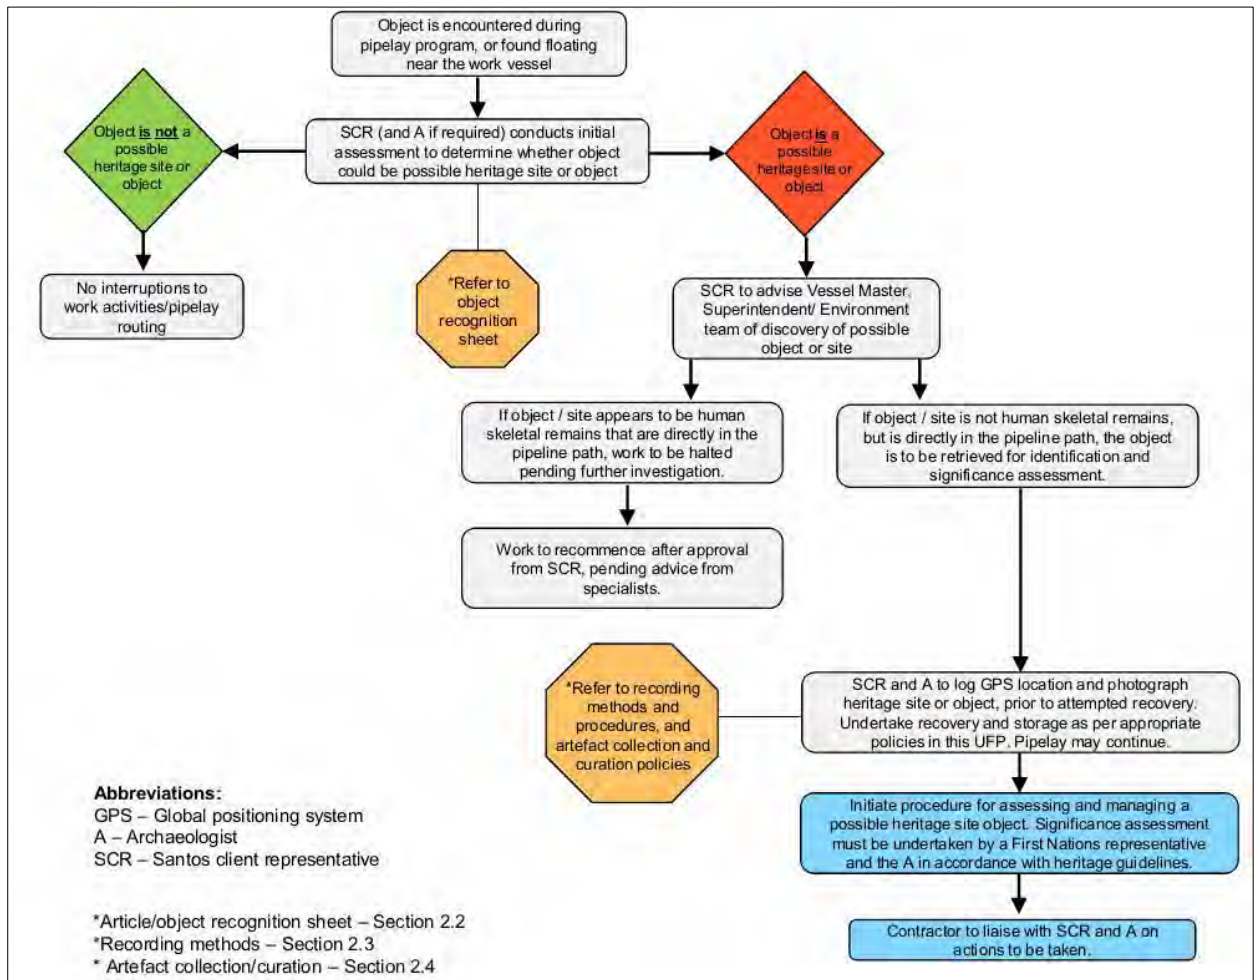 Object is encountered during
pipelay program, or found floating
near the work vessel
Object is not a
possible
heritage site or
object
SCR (and A if required) conducts initial
assessment to determine whether object
could be possible heritage site or object
Object is a
possible
heritage site or
object
No interruptions to
work activities/pipelay
routing
*Refer to
object
recognition
sheet
SCR to advise Vessel Master,
Superintendent/ Environment
team of discovery of possible
object or site
If object / site appears to be human
skeletal remains that are directly in the
pipeline path, work to be halted
pending further investigation.
If object / site is not human skeletal remains,
but is directly in the pipeline path, the object
is to be retrieved for identification and
significance assessment.
Work to recommence after approval
from SCR, pending advice from
specialists.
*Refer to recording
methods and
procedures, and
artefact collection and
curation policies
SCR and A to log GPS location and photograph
heritage site or object, prior to attempted recovery.
Undertake recovery and storage as per appropriate
policies in this UFP. Pipelay may continue.
Initiate procedure for assessing and managing a
possible heritage site object. Significance assessment
must be undertaken by a First Nations representative
and the A in accordance with heritage guidelines.
Contractor to liaise with SCR and A on
actions to be taken.
Abbreviations:
GPS – Global positioning system
A – Archaeologist
SCR – Santos client representative
*Article/object recognition sheet – Section 2.2
*Recording methods – Section 2.3
* Artefact collection/curation – Section 2.4